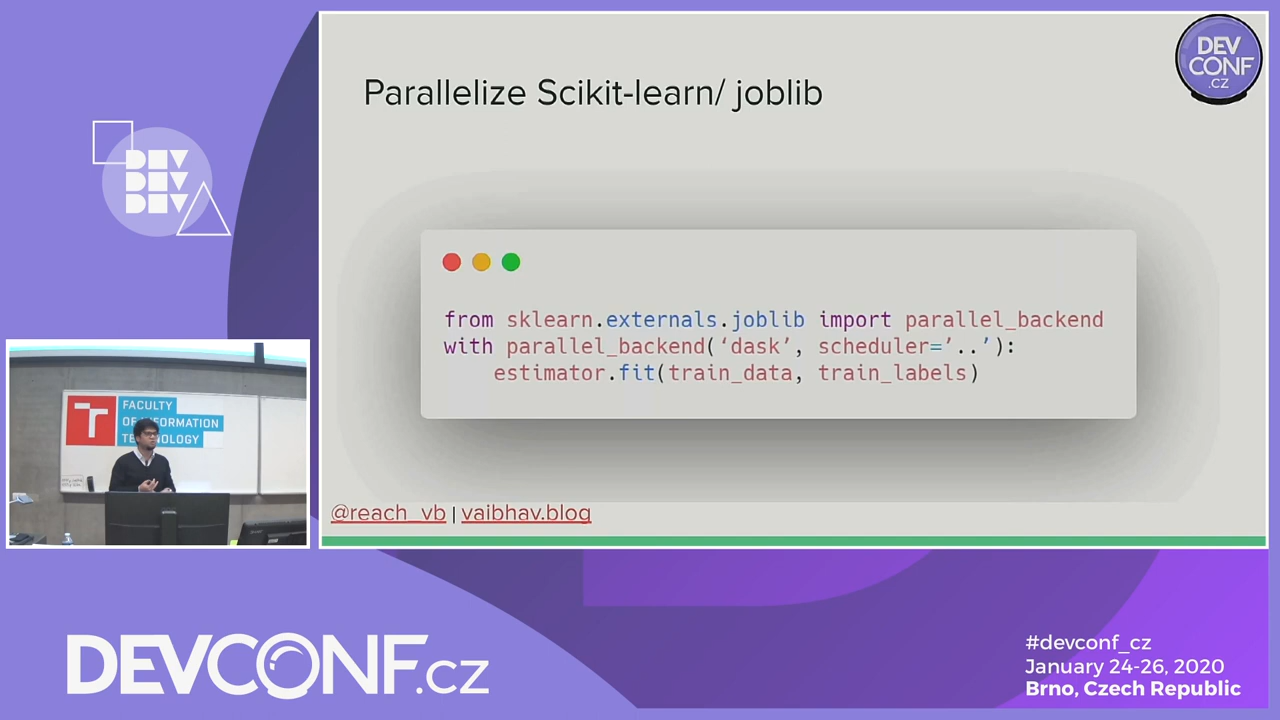 DEV
CONF
.CZ
Parallelize Scikit-learn/ joblib
DEV
DEV
DEV
from sklearn.externals.joblib import parallel_backend
with parallel_backend(‘dask’, scheduler=’..’):
estimator.fit(train_data, train_labels)
FACULTY
OF INFORMATION
TECHNOLOGY
@reach_vb | vaibhav.blog
DEVCONF.cz
#devconf_cz
January 24-26, 2020
Brno, Czech Republic